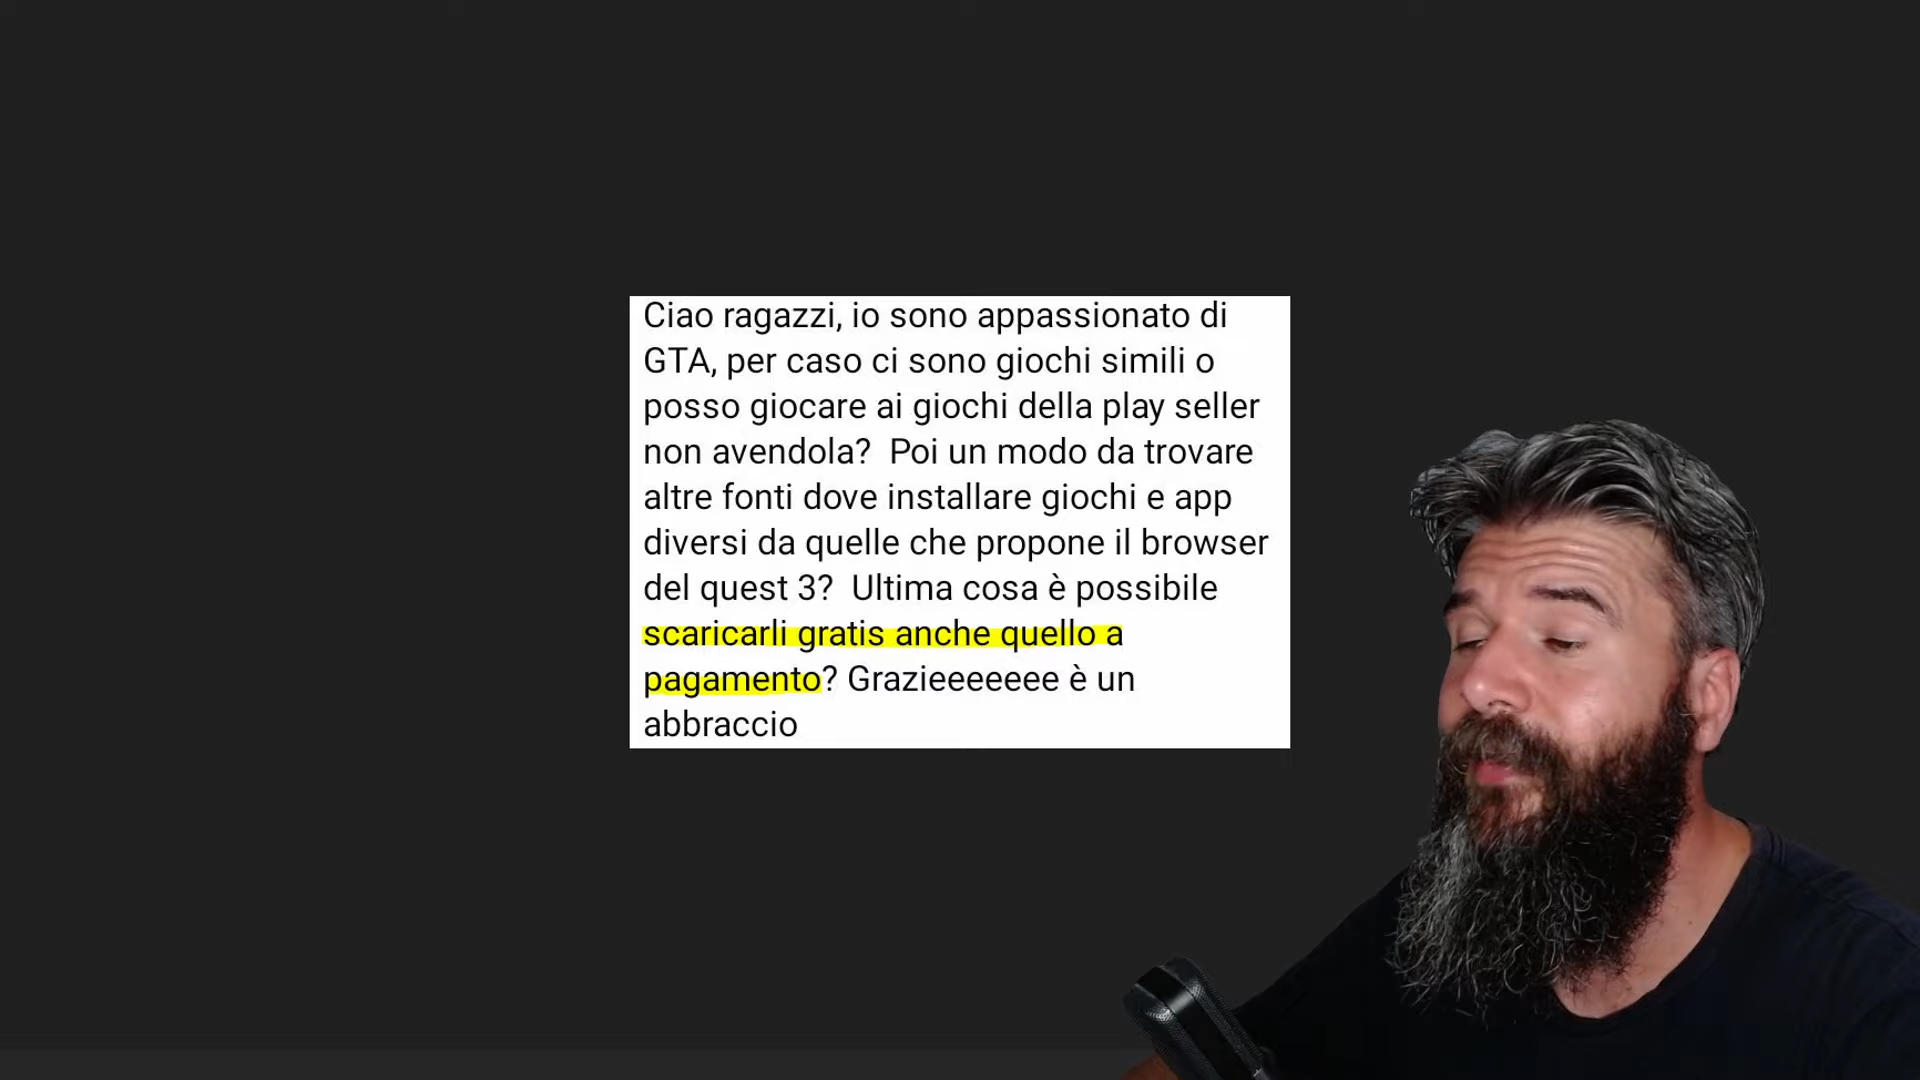 Ciao ragazzi, io sono appassionato di
GTA, per caso ci sono giochi simili o
posso giocare ai giochi della play seller
non avendola?  Poi un modo da trovare
altre fonti dove installare giochi e app
diversi da quelle che propone il browser
del quest 3?  Ultima cosa è possibile
scaricarli gratis anche quello a
pagamento? Grazieeeeeee è un
abbraccio